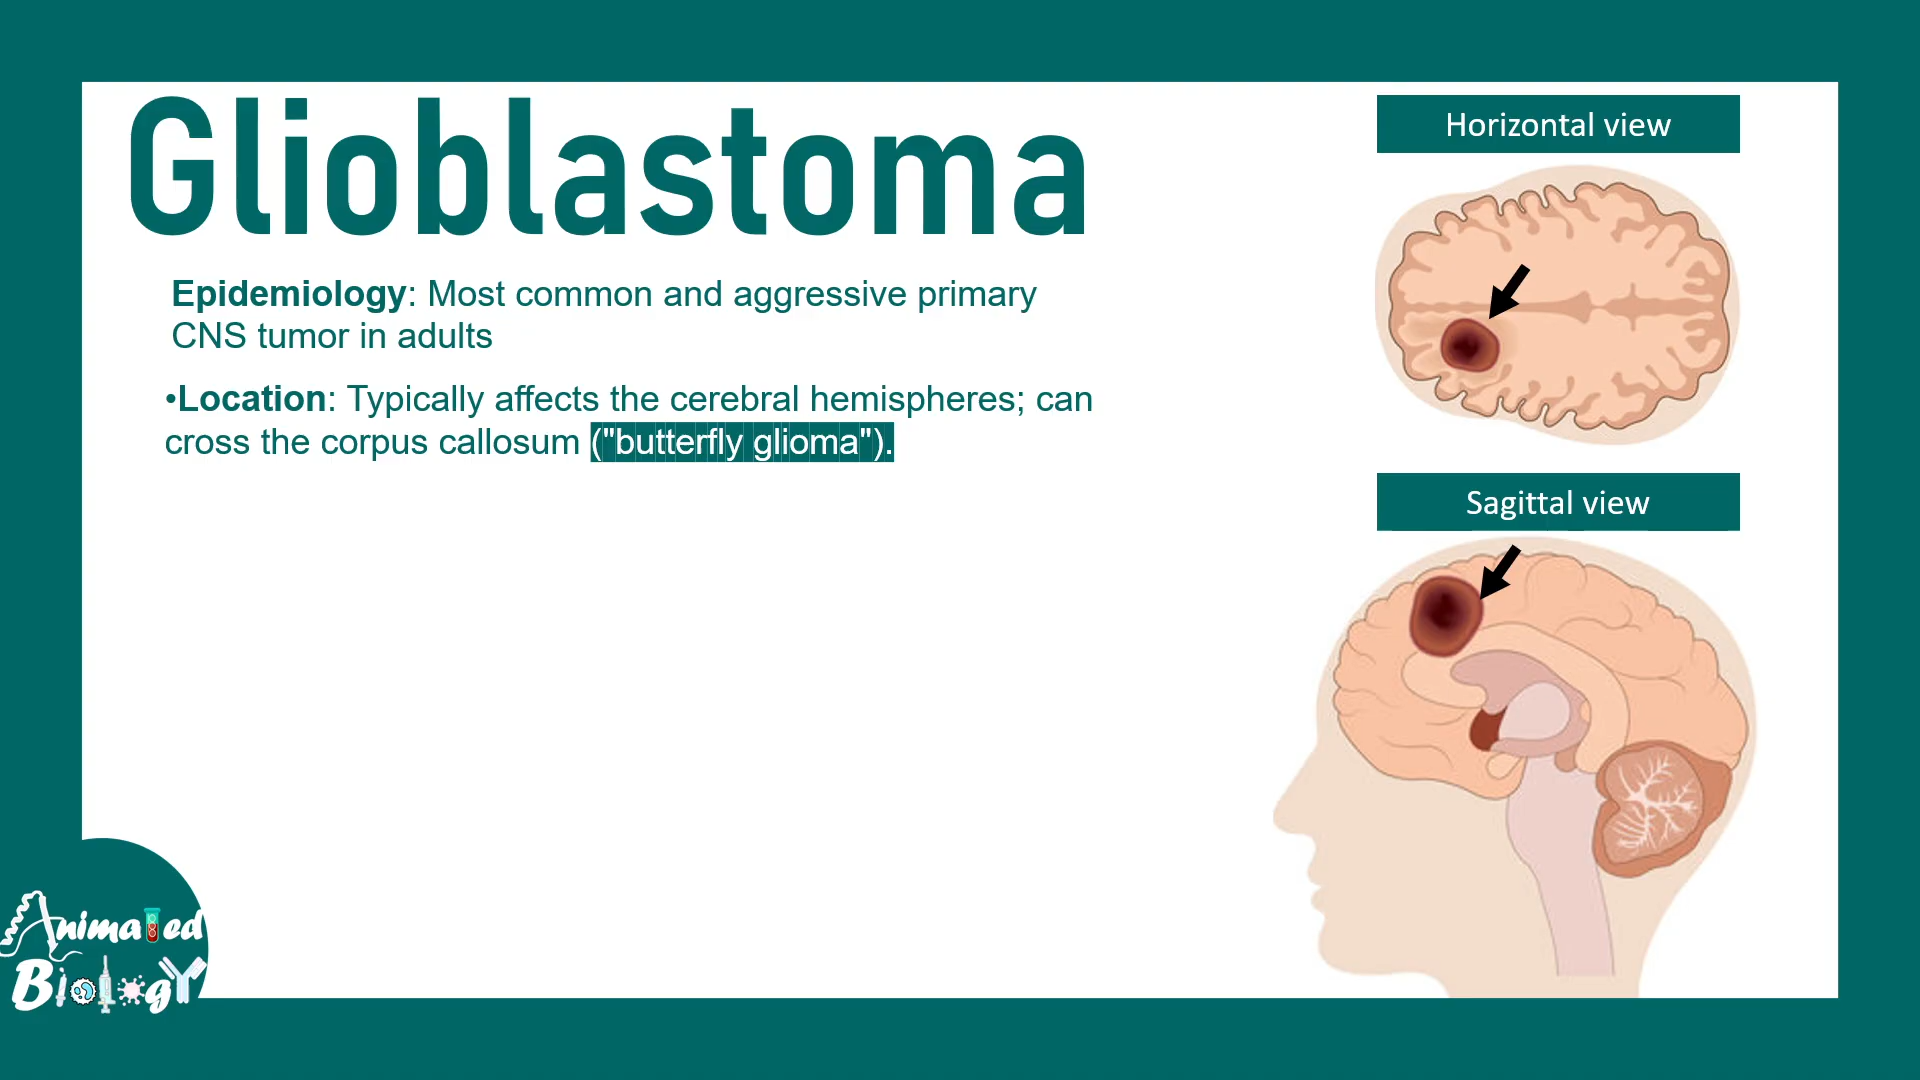 Glioblastoma
Epidemiology: Most common and aggressive primary
CNS tumor in adults
•Location: Typically affects the cerebral hemispheres; can
cross the corpus callosum ("butterfly glioma").
Horizontal view
Sagittal view
Animated
Biology